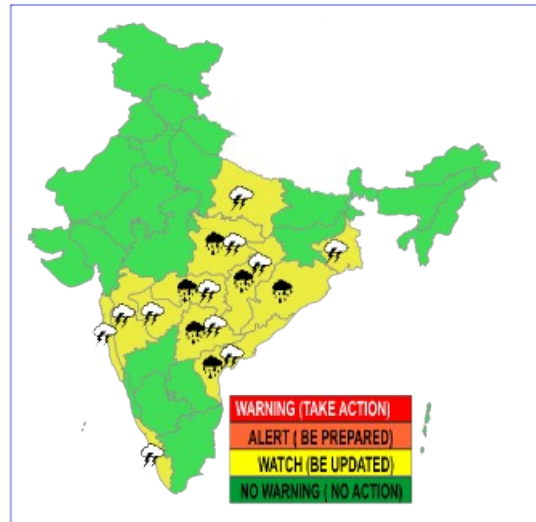 WARNING (TAKE ACTION)
ALERT ( BE PREPARED)
WATCH (BE UPDATED)
NO WARNING ( NO ACTION)